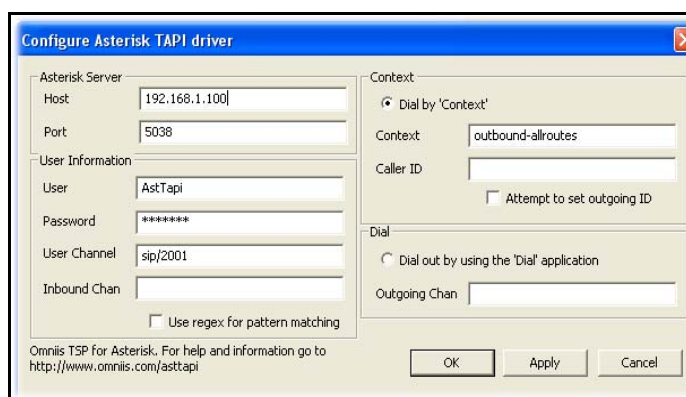 Configure Asterisk TAPI driver
Asterisk Server
Host 192.168.1.100
Port 5038
User Information
User AstTapi
Password *******
User Channel sip/2001
Inbound Chan
Use regex for pattern matching
Omniis TSP for Asterisk. For help and information go to
http://www.omniis.com/asttapi
Context
Dial by 'Context'
Context outbound-allroutes
Caller ID
Attempt to set outgoing ID
Dial
Dial out by using the 'Dial' application
Outgoing Chan
OK Apply Cancel